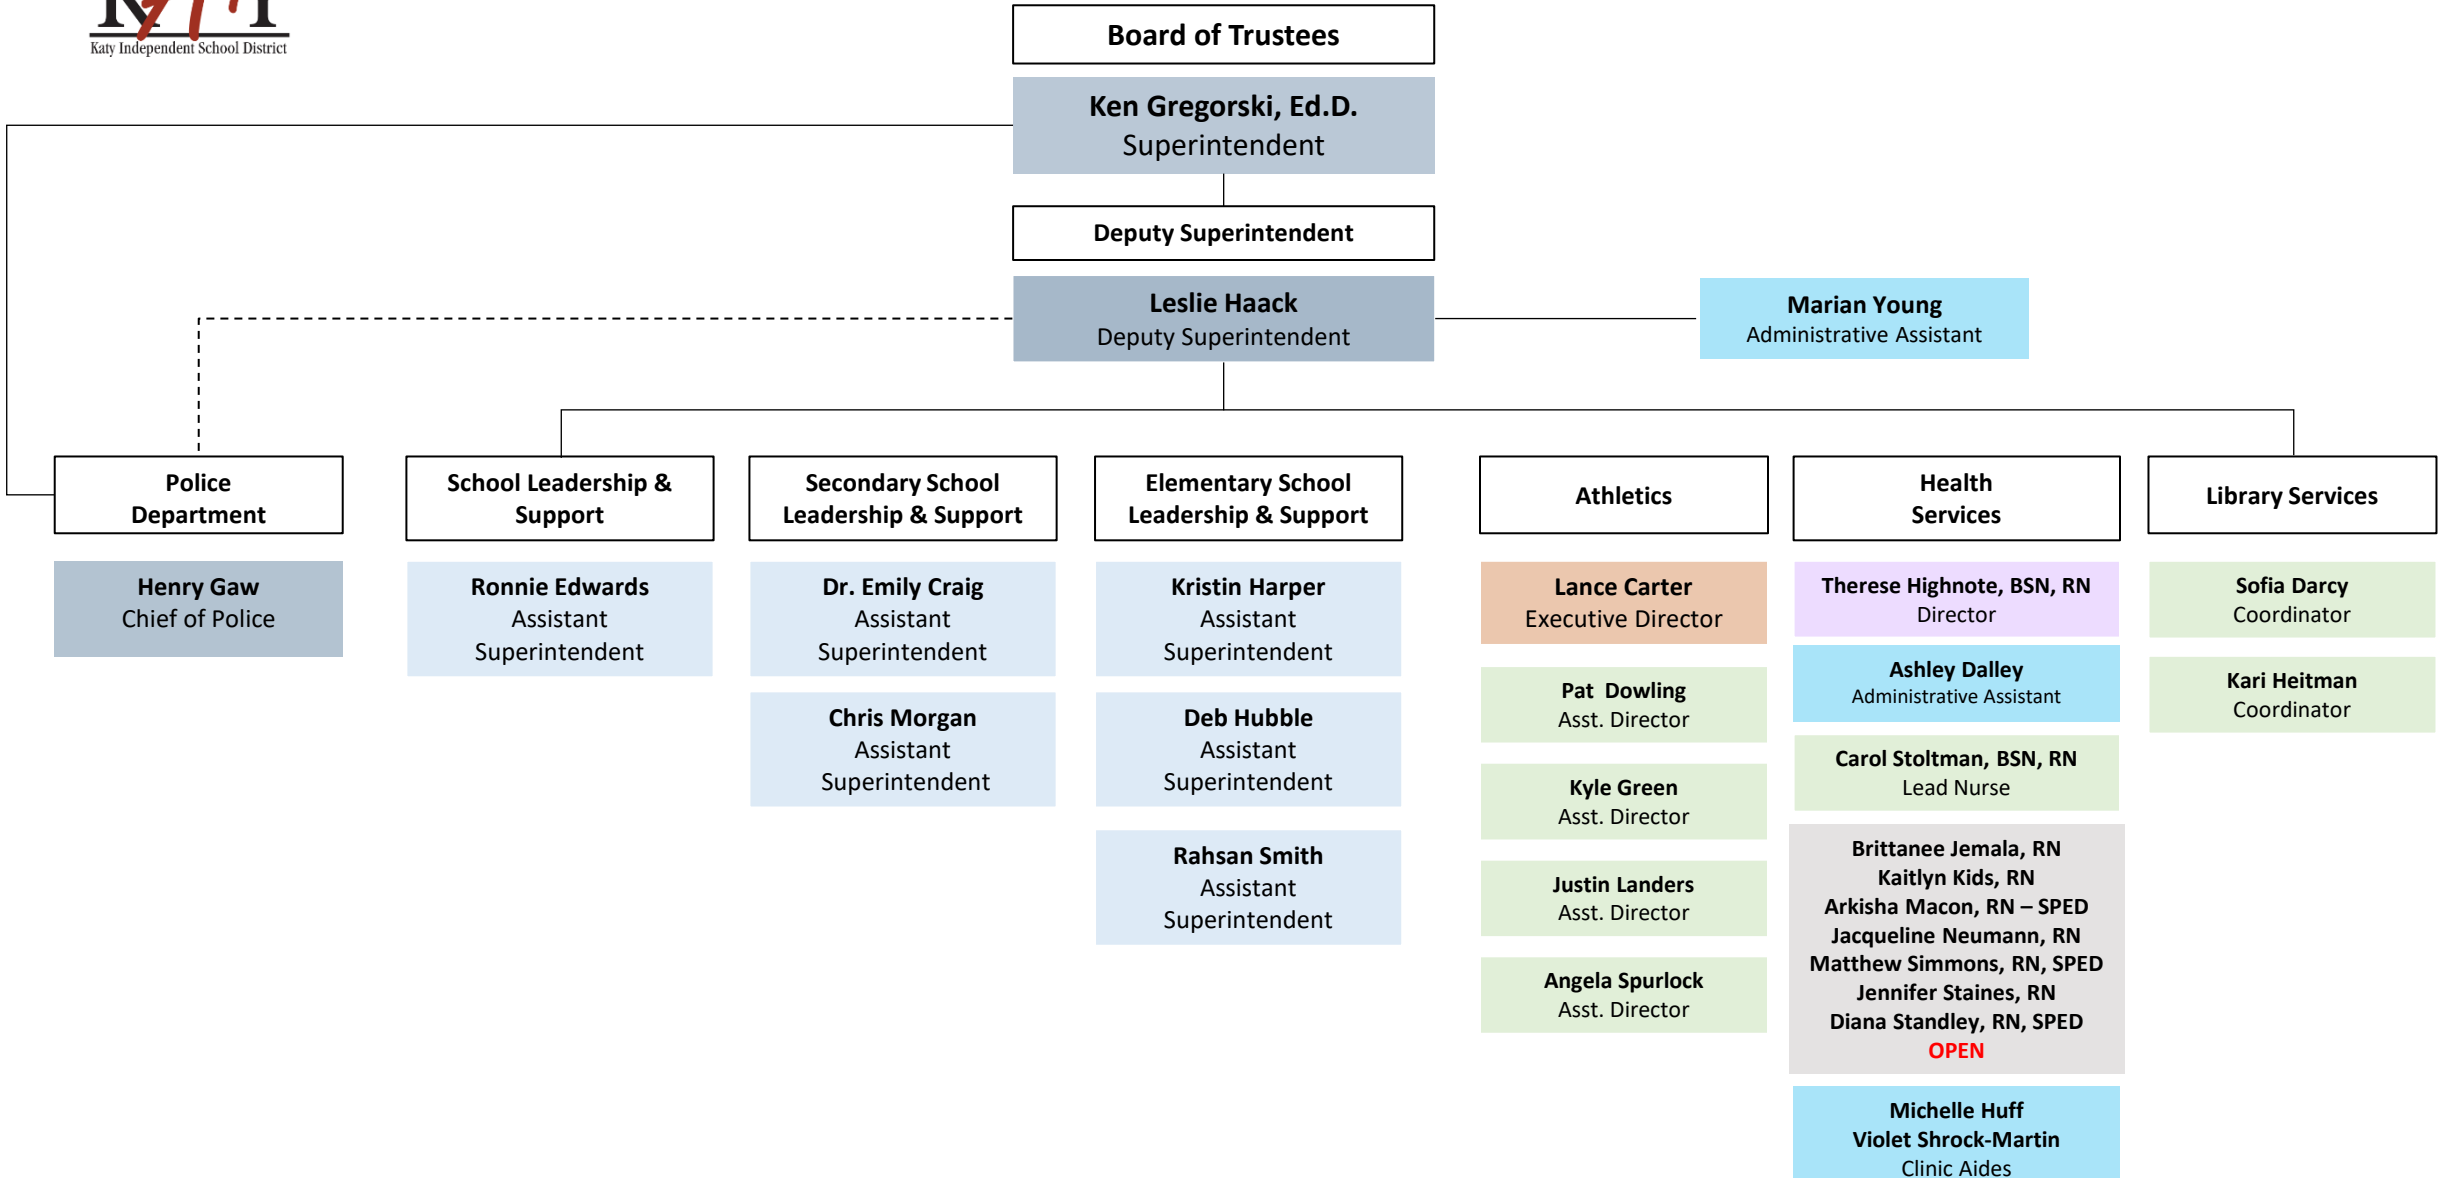 Katy Independent School District
Board of Trustees
Ken Gregorski, Ed.D.
Superintendent
Deputy Superintendent
Leslie Haack
Deputy Superintendent
Marian Young
Administrative Assistant
Police
Department
Henry Gaw
Chief of Police
School Leadership &
Support
Ronnie Edwards
Assistant
Superintendent
Secondary School
Leadership & Support
Dr. Emily Craig
Assistant
Superintendent
Chris Morgan
Assistant
Superintendent
Elementary School
Leadership & Support
Kristin Harper
Assistant
Superintendent
Deb Hubble
Assistant
Superintendent
Rahsan Smith
Assistant
Superintendent
Athletics
Lance Carter
Executive Director
Pat Dowling
Asst. Director
Kyle Green
Asst. Director
Justin Landers
Asst. Director
Angela Spurlock
Asst. Director
Health
Services
Therese Highnote, BSN, RN
Director
Ashley Dalley
Administrative Assistant
Carol Stoltman, BSN, RN
Lead Nurse
Brittanee Jemala, RN
Kaitlyn Kids, RN
Arkisha Macon, RN – SPED
Jacqueline Neumann, RN
Matthew Simmons, RN, SPED
Jennifer Staines, RN
Diana Standley, RN, SPED
OPEN
Michelle Huff
Violet Shrock-Martin
Clinic Aides
Library Services
Sofia Darcy
Coordinator
Kari Heitman
Coordinator